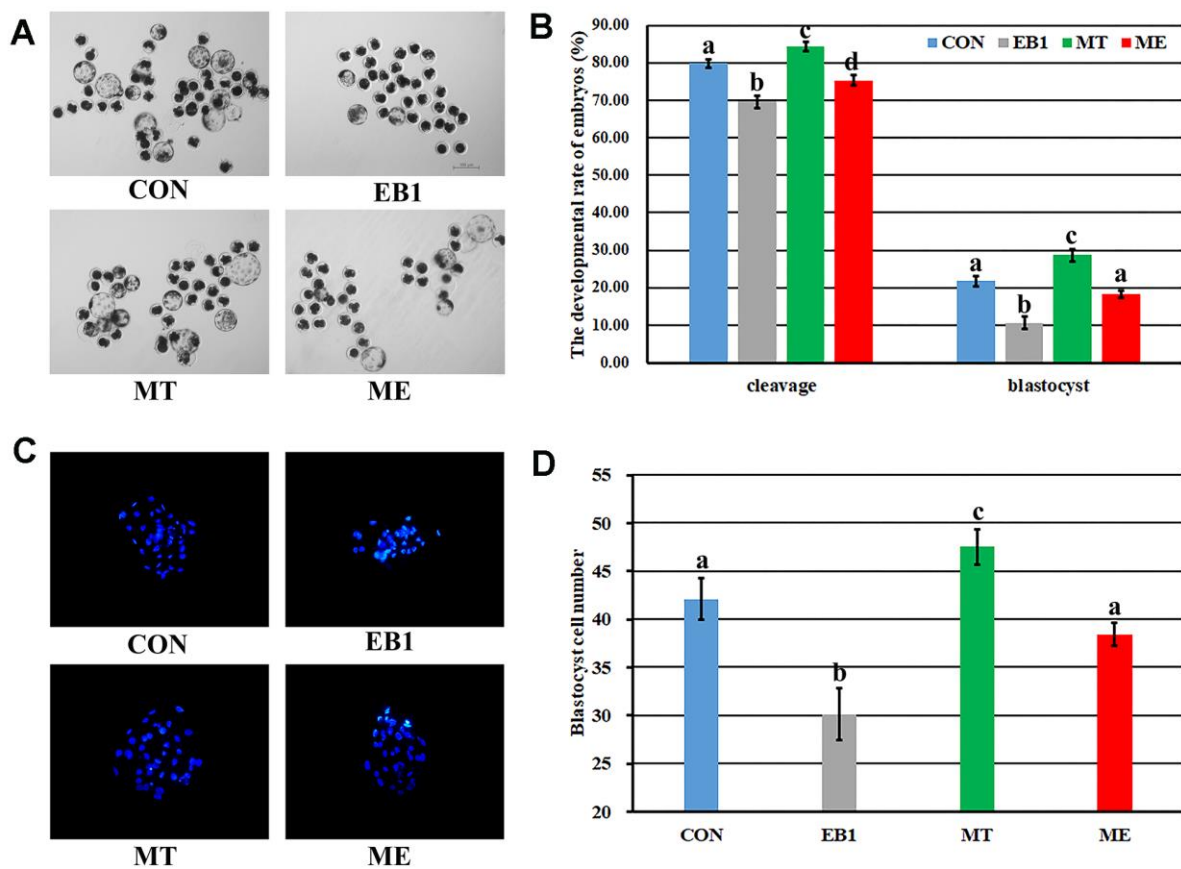 A
CON
EB1
MT
ME
B
The developmental rate of embryos (%)
90.00
80.00
70.00
60.00
50.00
40.00
30.00
20.00
10.00
0.00
CON EB1 MT ME
a
b
c
d
a
b
c
a
cleavage
blastocyst
C
CON
EB1
MT
ME
D
Blastocyst cell number
55
50
45
40
35
30
25
20
a
b
c
a
CON
EB1
MT
ME